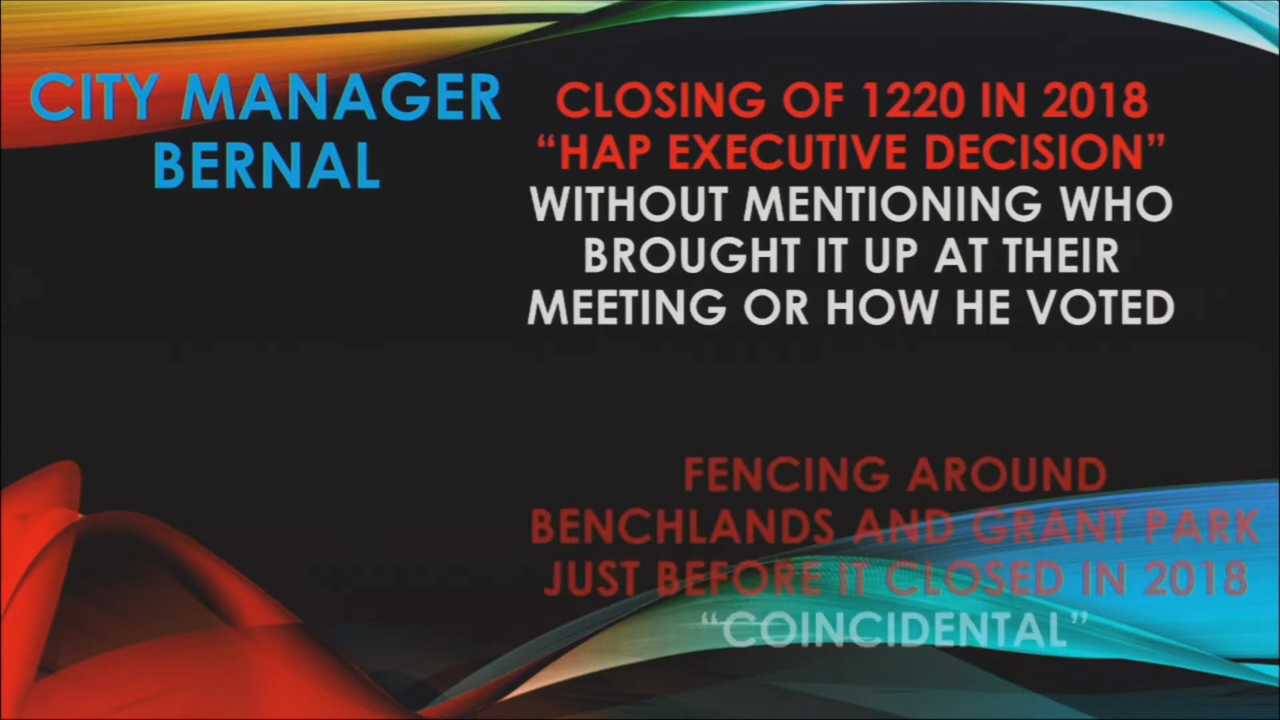 CITY MANAGER
BERNAL
CLOSING OF 1220 IN 2018
“HAP EXECUTIVE DECISION”
WITHOUT MENTIONING WHO
BROUGHT IT UP AT THEIR
MEETING OR HOW HE VOTED
FENCING AROUND
BENCHLANDS AND GRANT PARK
JUST BEFORE IT CLOSED IN 2018
“COINCIDENTAL”